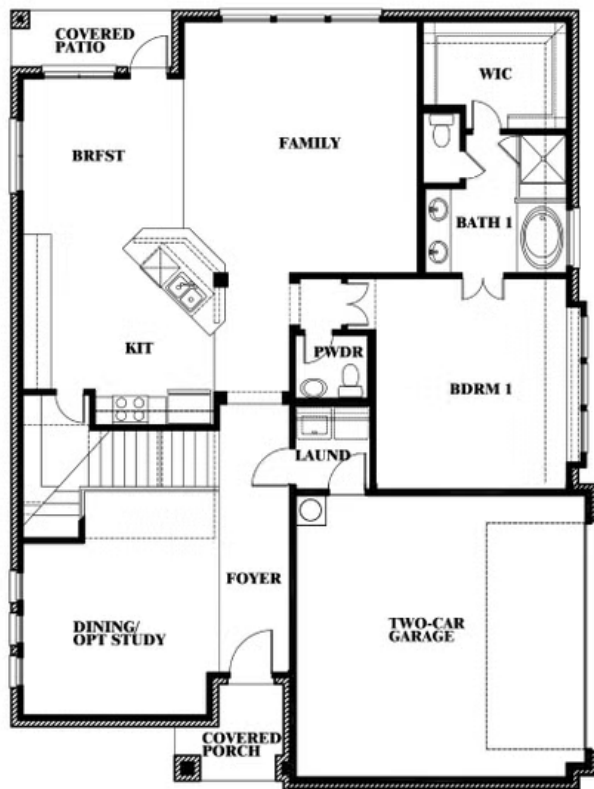 COVERED
PATIO
WIC
BRFST
FAMILY
BATH 1
KIT
PWDR
BDRM 1
LAUND
FOYER
DINING/
OPT STUDY
TWO-CAR
GARAGE
COVERED
PORCH